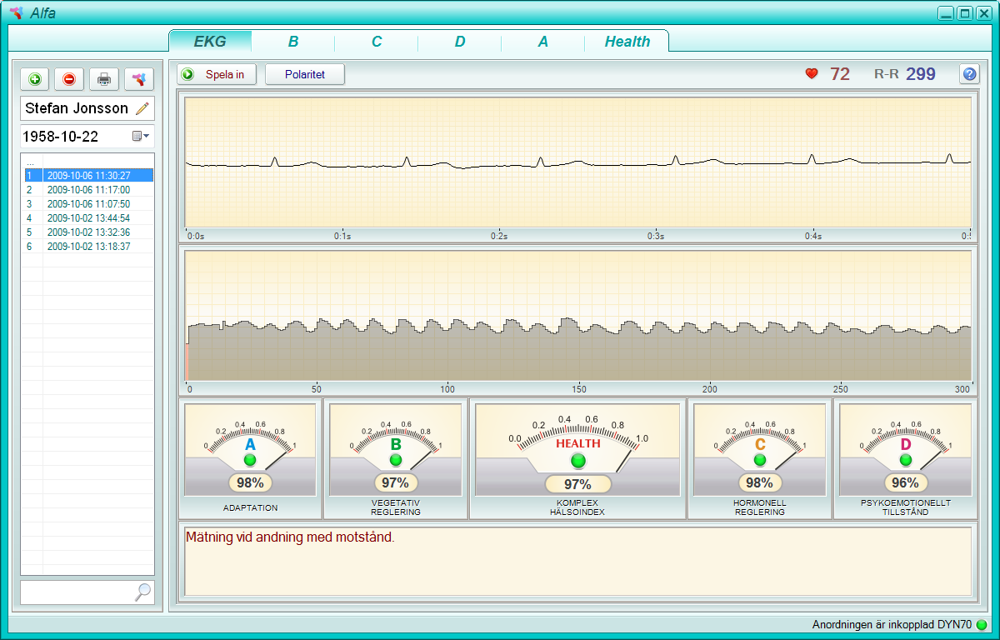 Alfa
EKG B C D A Health
Spela in Polaritet 72 R-R 299
Stefan Jonsson
1958-10-22
...
1 2009-10-06 11:30:27
2 2009-10-06 11:17:00
3 2009-10-06 11:07:50
4 2009-10-02 13:44:54
5 2009-10-02 13:32:36
6 2009-10-02 13:18:37
0:0s 0:1s 0:2s 0:3s 0:4s
0 50 100 150 200 250 300
0 0.2 0.4 0.6 0.8 1
A
98%
ADAPTATION
0 0.2 0.4 0.6 0.8 1
B
97%
VEGETATIV
REGLERING
0.0 0.2 0.4 0.6 0.8 1.0
HEALTH
97%
KOMPLEX
HÄLSOINDEX
0 0.2 0.4 0.6 0.8 1
C
98%
HORMONELL
REGLERING
0 0.2 0.4 0.6 0.8 1
D
96%
PSYKOEMOTIONELLT
TILLSTÅND
Mätning vid andning med motstånd.
Anordningen är inkopplad DYN70